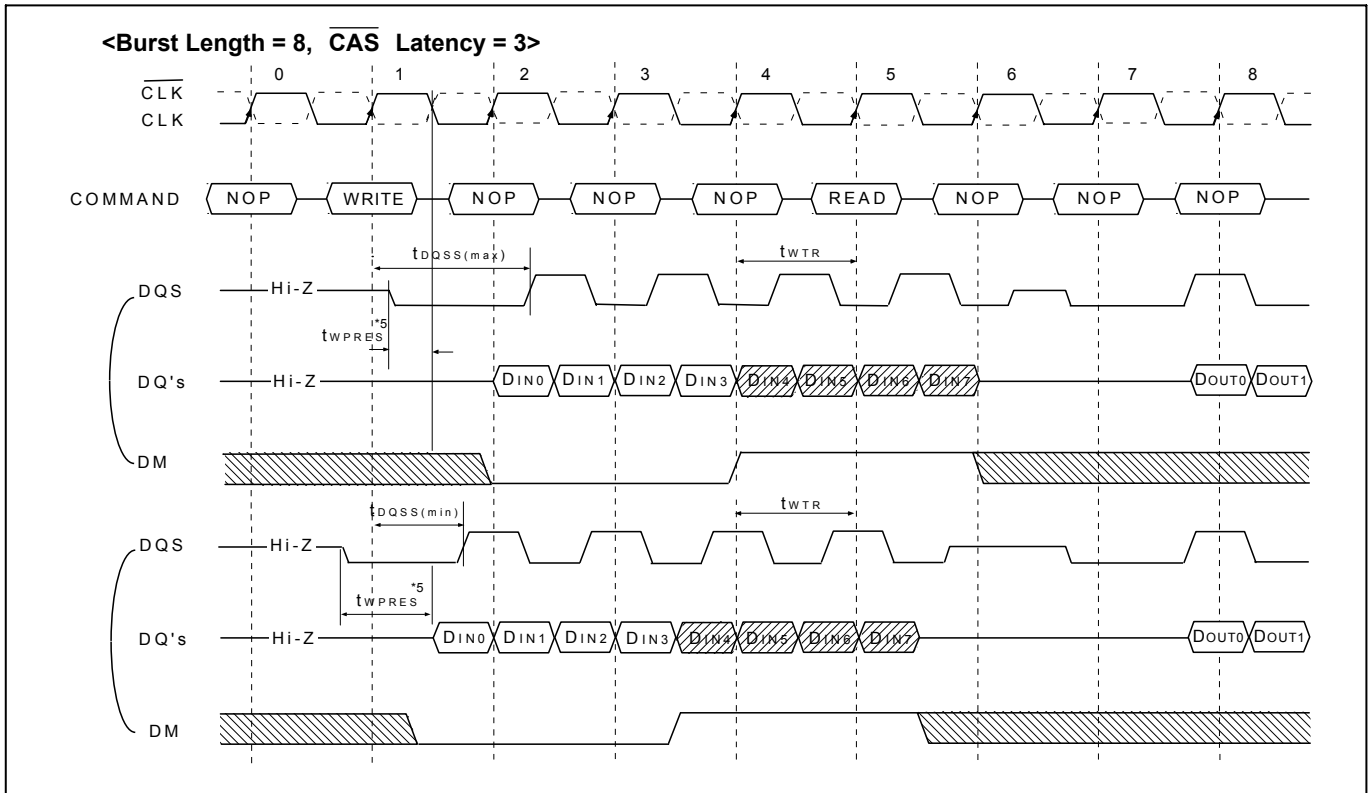 <Burst Length = 8, CAS Latency = 3>
0 1 2 3 4 5 6 7 8
CLK
CLK
COMMAND NOP WRITE NOP NOP NOP READ NOP NOP NOP
tDQSS(max) tWTR
DQS Hi-Z
tWPRES*5
DQ's Hi-Z DIN0 DIN1 DIN2 DIN3 DIN4 DIN5 DIN6 DIN7 DOUT0 DOUT1
DM
tDQSS(min) tWTR
DQS Hi-Z
tWPRES*5
DQ's Hi-Z DIN0 DIN1 DIN2 DIN3 DIN4 DIN5 DIN6 DIN7 DOUT0 DOUT1
DM